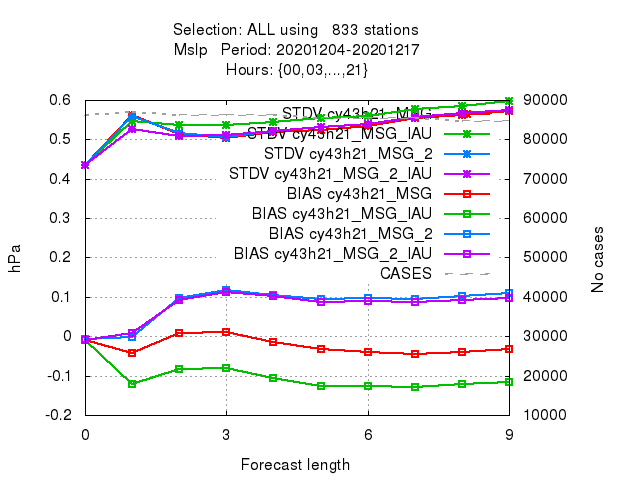 Selection: ALL using   833 stations
Mslp   Period: 20201204-20201217
Hours: {00,03,...,21}
STDV cy43h21_MSG
STDV cy43h21_MSG_IAU
STDV cy43h21_MSG_2
STDV cy43h21_MSG_2_IAU
BIAS cy43h21_MSG
BIAS cy43h21_MSG_IAU
BIAS cy43h21_MSG_2
BIAS cy43h21_MSG_2_IAU
CASES
0.6
0.5
0.4
0.3
0.2
0.1
0
-0.1
-0.2
hPa
90000
80000
70000
60000
50000
40000
30000
20000
10000
No cases
0 3 6 9
Forecast length